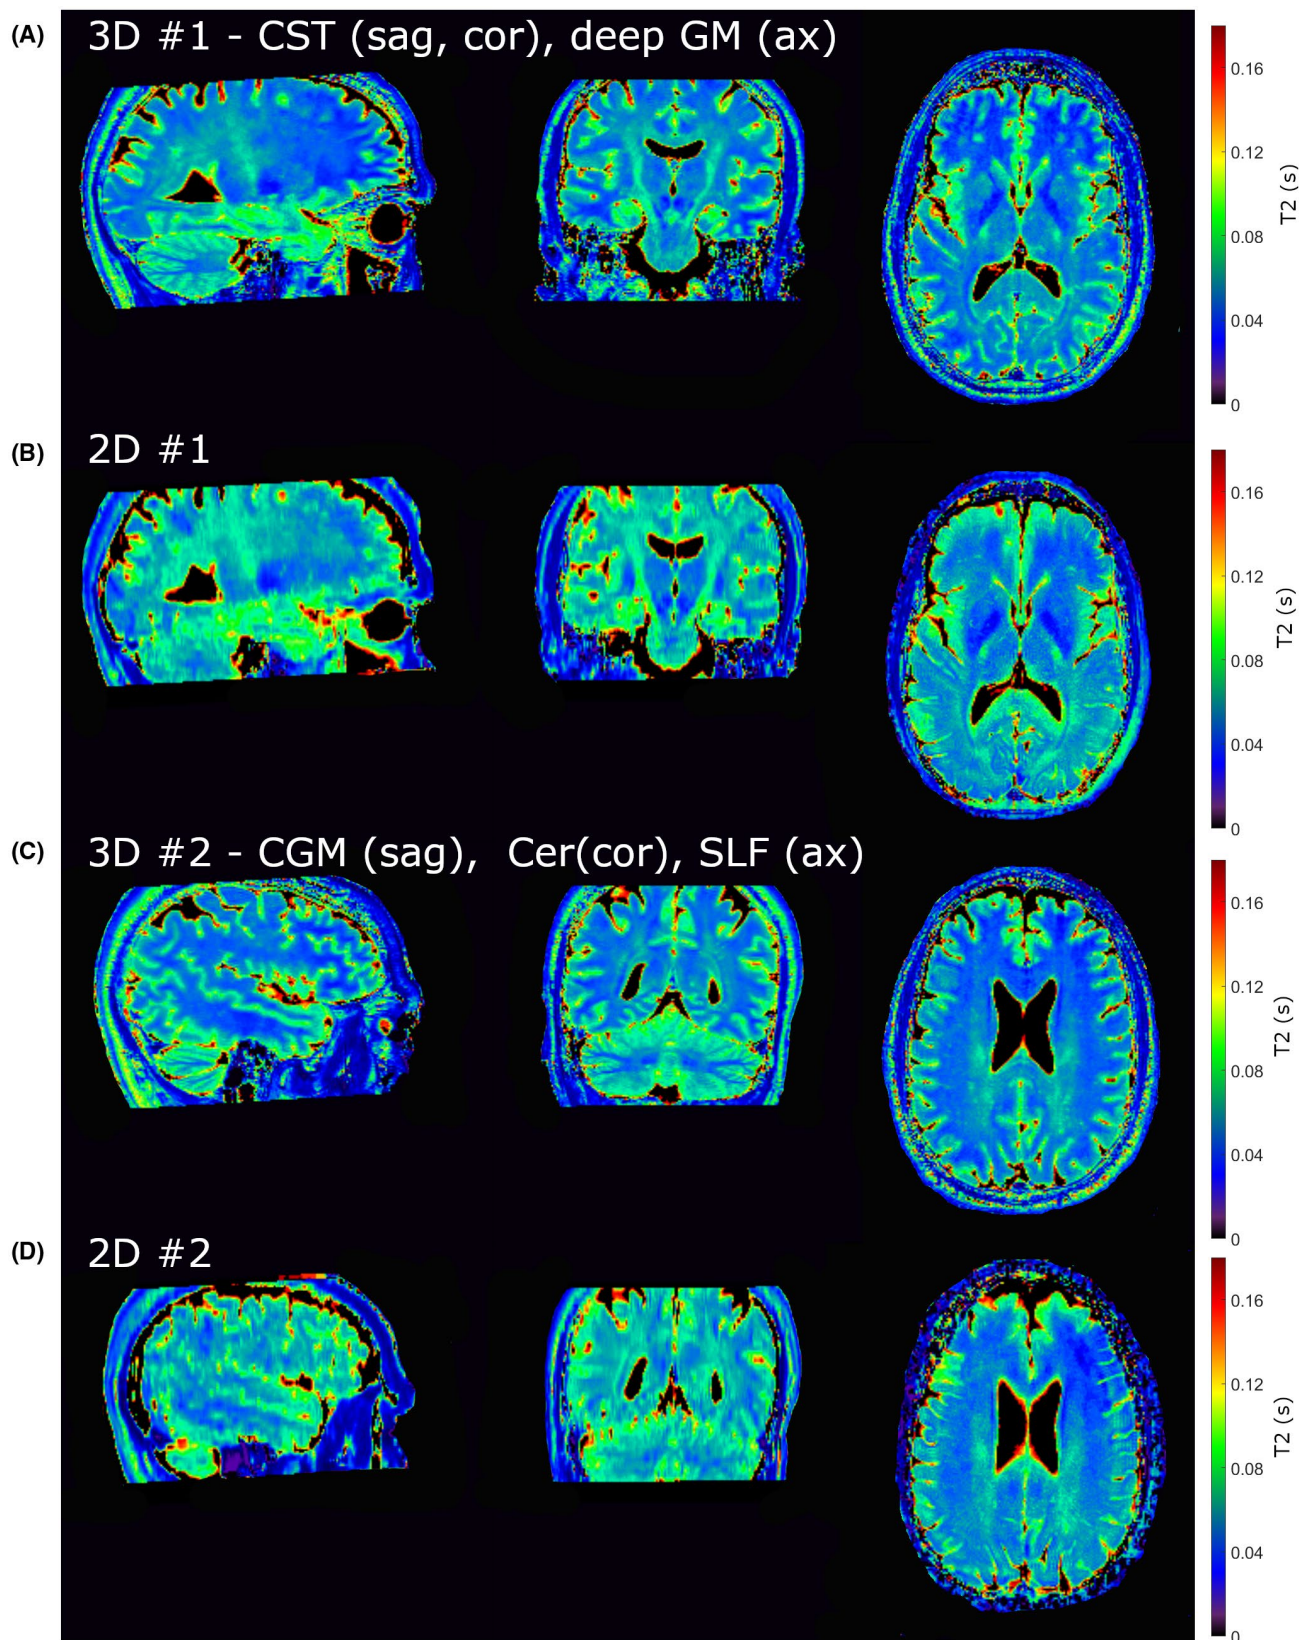 (A)
3D #1 - CST (sag, cor), deep GM (ax)
0.16
0.12
0.08
0.04
0
T2 (s)
(B)
2D #1
0.16
0.12
0.08
0.04
0
T2 (s)
(C)
3D #2 - CGM (sag),  Cer(cor), SLF (ax)
0.16
0.12
0.08
0.04
0
T2 (s)
(D)
2D #2
0.16
0.12
0.08
0.04
0
T2 (s)